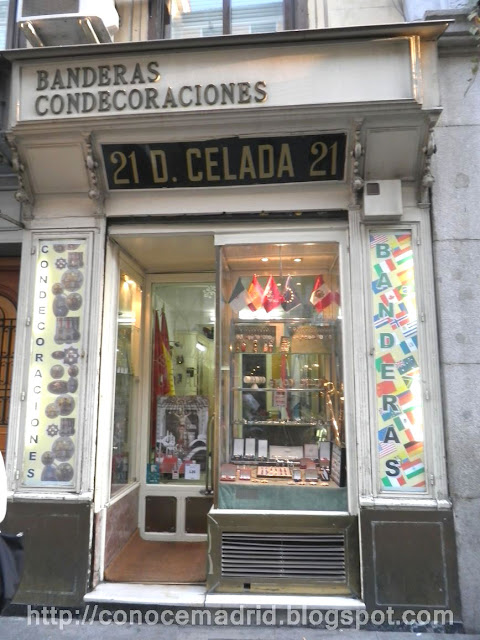 BANDERAS
CONDECORACIONES
21 D. CELADA 21
CONDECORACIONES
BANDERAS
http://conocemadrid.blogspot.com